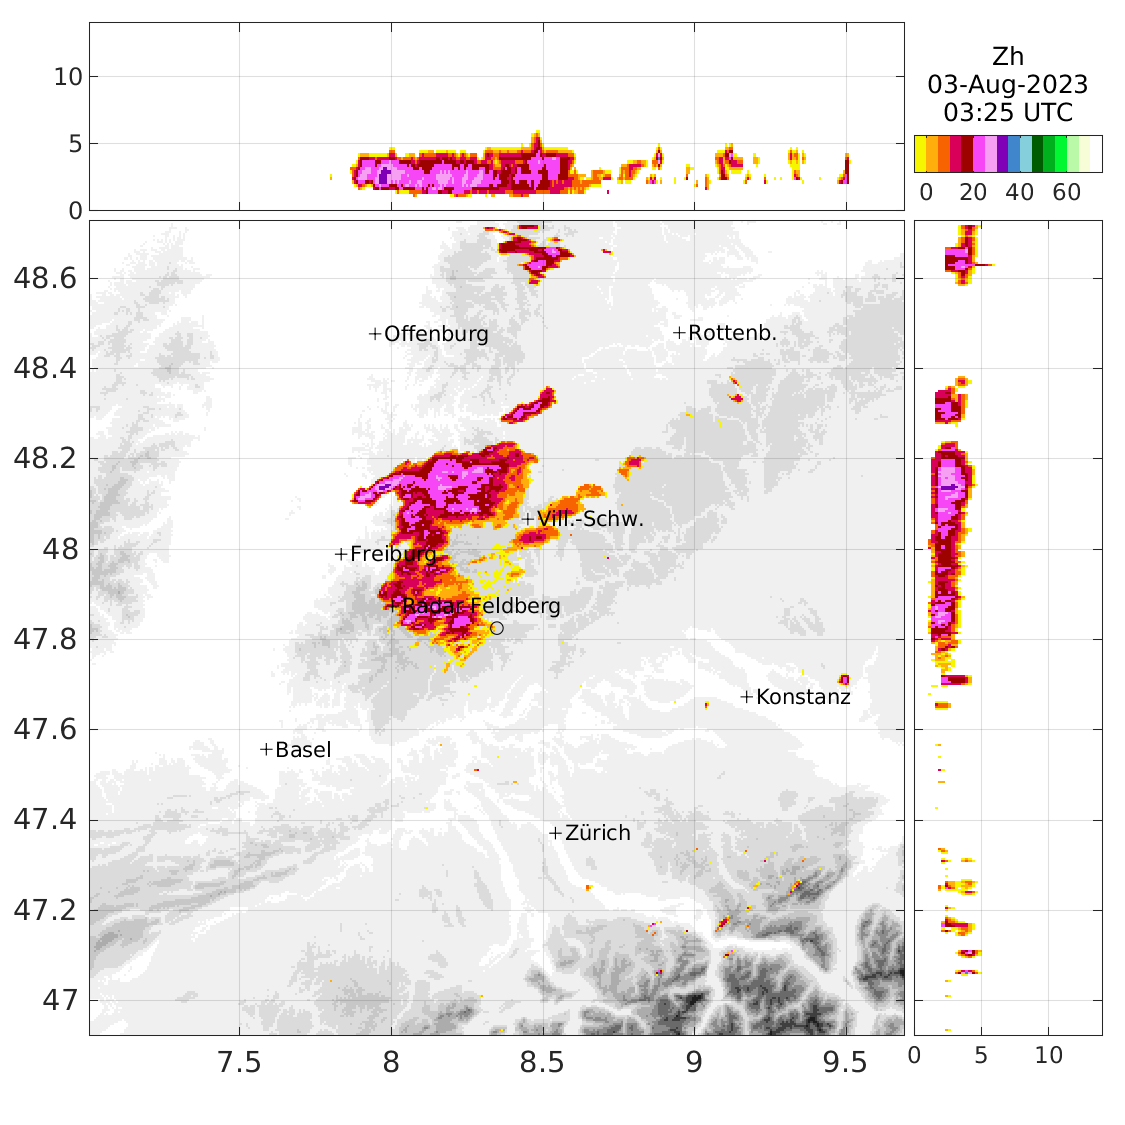 10
5
0
Zh
03-Aug-2023
03:25 UTC
0 20 40 60
48.6
48.4
48.2
48
47.8
47.6
47.4
47.2
47
+Offenburg
+Rottenb.
+Vill.-Schw.
+Freiburg
+Radar-Feldberg
+Konstanz
+Basel
+Zürich
7.5 8 8.5 9 9.5
0 5 10